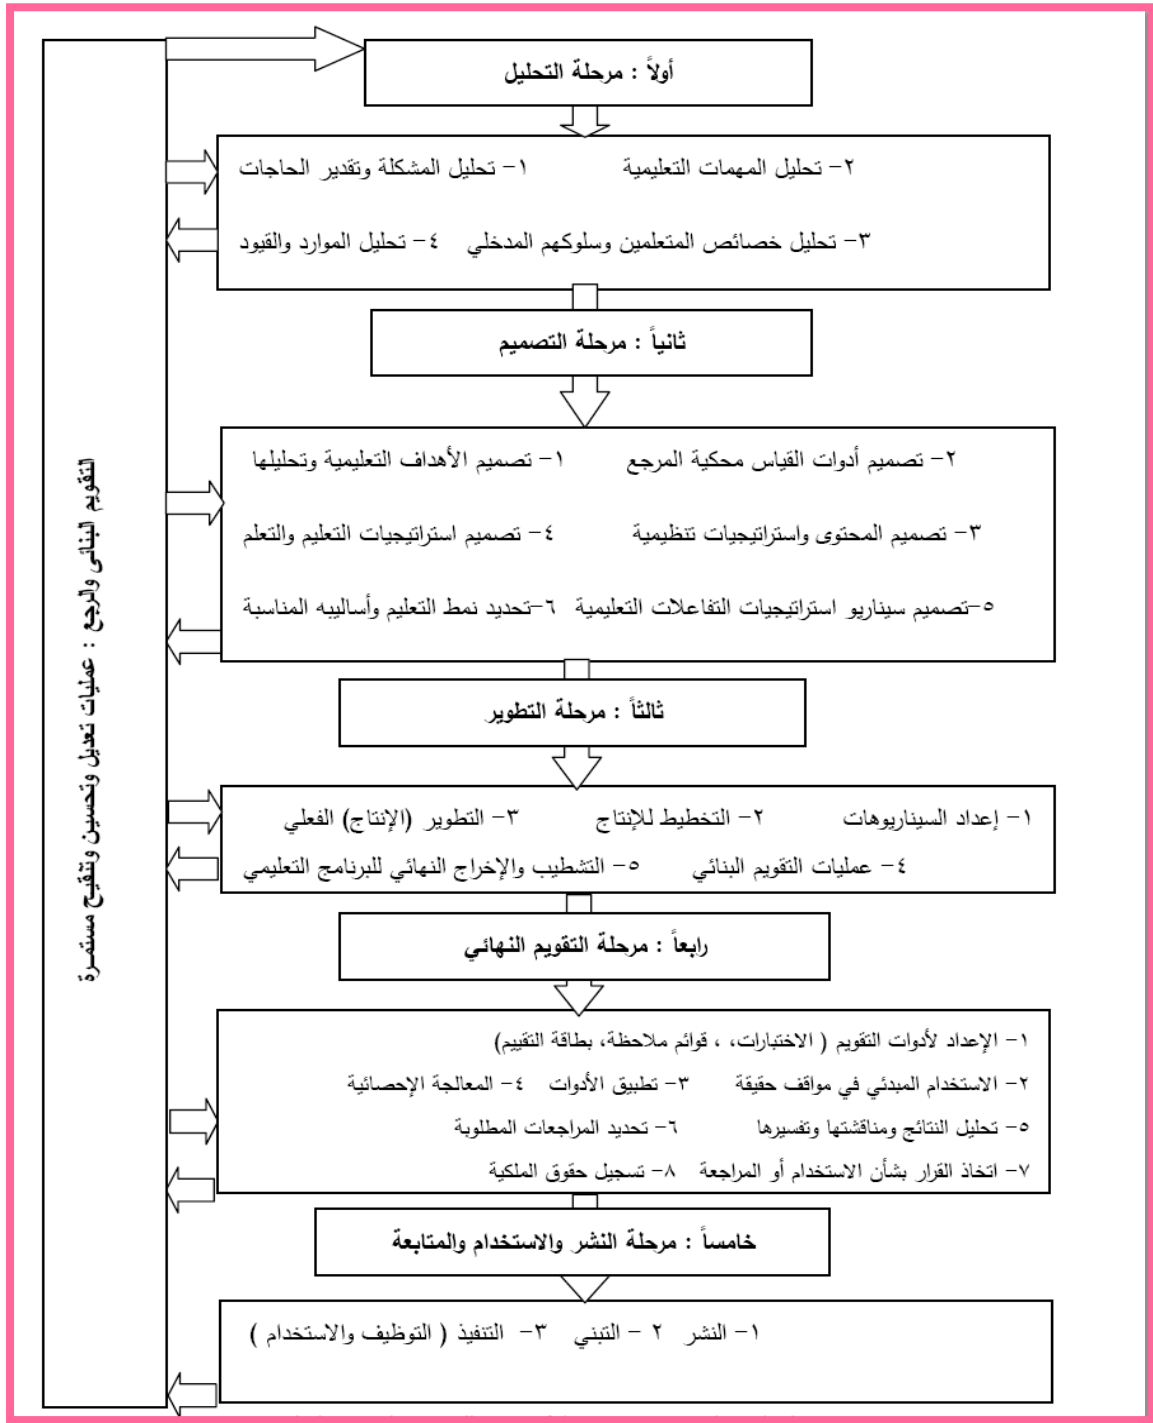 أولاً : مرحلة التحليل
١- تحليل المشكلة وتقدير الحاجات ٢- تحليل المهمات التعليمية
٣- تحليل خصائص المتعلمين وسلوكهم المدخلي ٤- تحليل الموارد والقيود
ثانياً : مرحلة التصميم
١- تصميم الأهداف التعليمية وتحليلها ٢- تصميم أدوات القياس محكية المرجع
٣- تصميم المحتوى واستراتيجيات تنظيمية ٤- تصميم استراتيجيات التعليم والتعلم
٥-تصميم سيناريو استراتيجيات التفاعلات التعليمية ٦-تحديد نمط التعليم وأساليبه المناسبة
ثالثاً : مرحلة التطوير
١- إعداد السيناريوهات ٢- التخطيط للإنتاج ٣- التطوير (الإنتاج) الفعلي
٤- عمليات التقويم البنائي ٥- التشطيب والإخراج النهائي للبرنامج التعليمي
رابعاً : مرحلة التقويم النهائي
١- الإعداد لأدوات التقويم ( الاختبارات، ، قوائم ملاحظة، بطاقة التقييم)
٢- الاستخدام المبدئي في مواقف حقيقة ٣- تطبيق الأدوات ٤- المعالجة الإحصائية
٥- تحليل النتائج ومناقشتها وتفسيرها ٦- تحديد المراجعات المطلوبة
٧- اتخاذ القرار بشأن الاستخدام أو المراجعة ٨- تسجيل حقوق الملكية
خامساً : مرحلة النشر والاستخدام والمتابعة
١- النشر ٢ - التبني ٣- التنفيذ ( التوظيف والاستخدام )
التقويم البنائى والرجع : عمليات تعديل وتحسين وتنقيح مستمرة